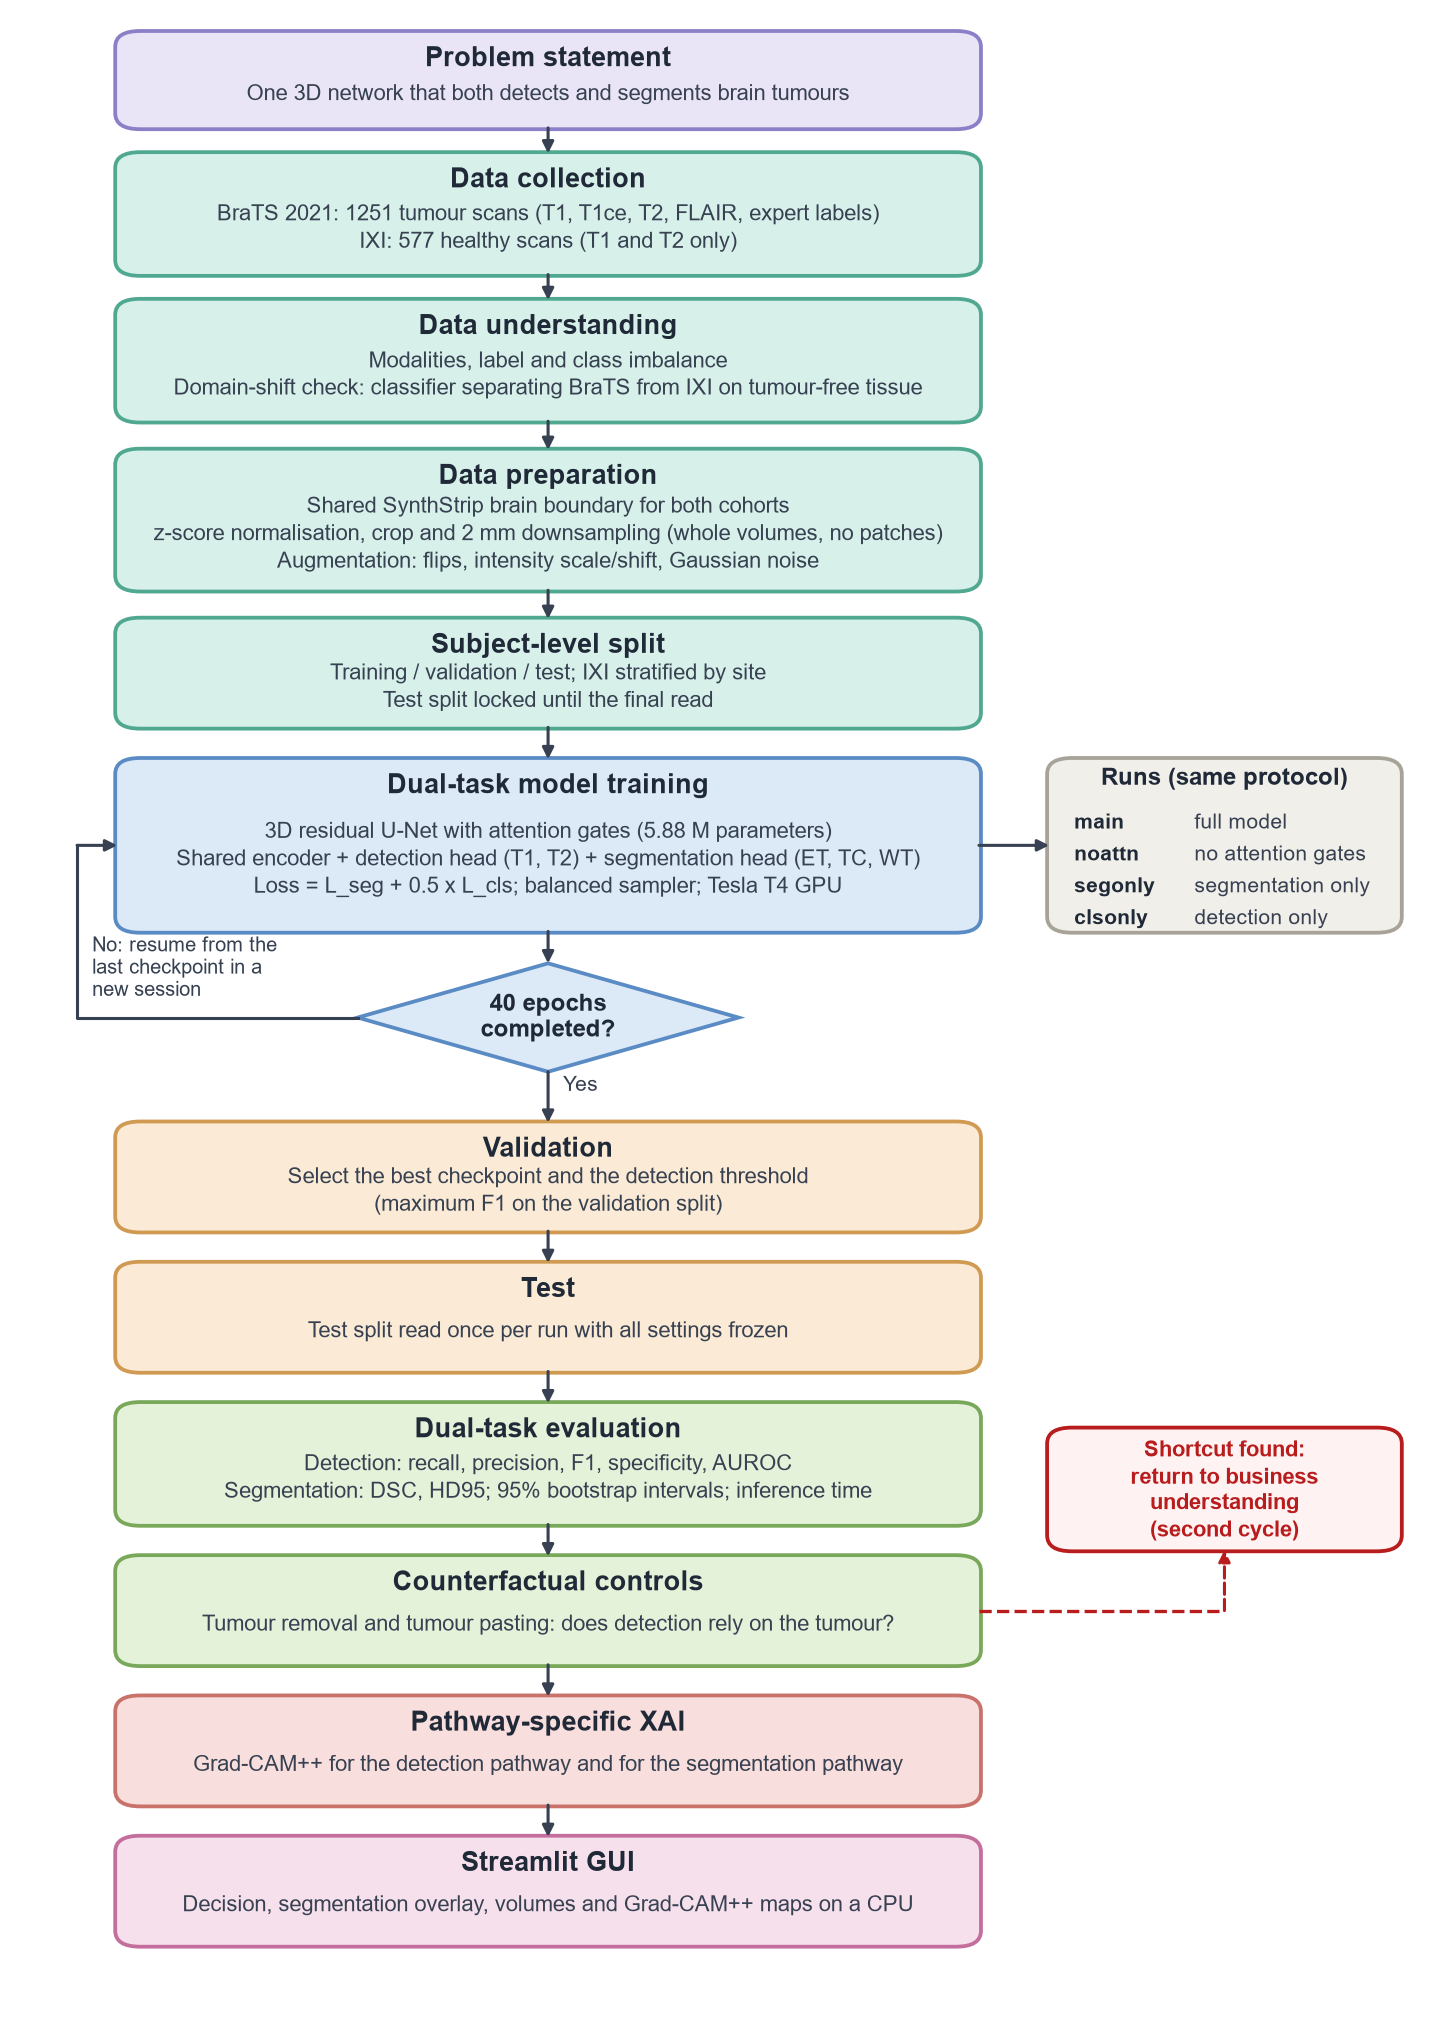 Problem statement
One 3D network that both detects and segments brain tumours
Data collection
BraTS 2021: 1251 tumour scans (T1, T1ce, T2, FLAIR, expert labels)
IXI: 577 healthy scans (T1 and T2 only)
Data understanding
Modalities, label and class imbalance
Domain-shift check: classifier separating BraTS from IXI on tumour-free tissue
Data preparation
Shared SynthStrip brain boundary for both cohorts
z-score normalisation, crop and 2 mm downsampling (whole volumes, no patches)
Augmentation: flips, intensity scale/shift, Gaussian noise
Subject-level split
Training / validation / test; IXI stratified by site
Test split locked until the final read
Dual-task model training
3D residual U-Net with attention gates (5.88 M parameters)
Shared encoder + detection head (T1, T2) + segmentation head (ET, TC, WT)
Loss = L_seg + 0.5 x L_cls; balanced sampler; Tesla T4 GPU
Runs (same protocol)
main full model
noattn no attention gates
segonly segmentation only
clsonly detection only
No: resume from the
last checkpoint in a
new session
40 epochs
completed?
Yes
Validation
Select the best checkpoint and the detection threshold
(maximum F1 on the validation split)
Test
Test split read once per run with all settings frozen
Dual-task evaluation
Detection: recall, precision, F1, specificity, AUROC
Segmentation: DSC, HD95; 95% bootstrap intervals; inference time
Shortcut found:
return to business
understanding
(second cycle)
Counterfactual controls
Tumour removal and tumour pasting: does detection rely on the tumour?
Pathway-specific XAI
Grad-CAM++ for the detection pathway and for the segmentation pathway
Streamlit GUI
Decision, segmentation overlay, volumes and Grad-CAM++ maps on a CPU